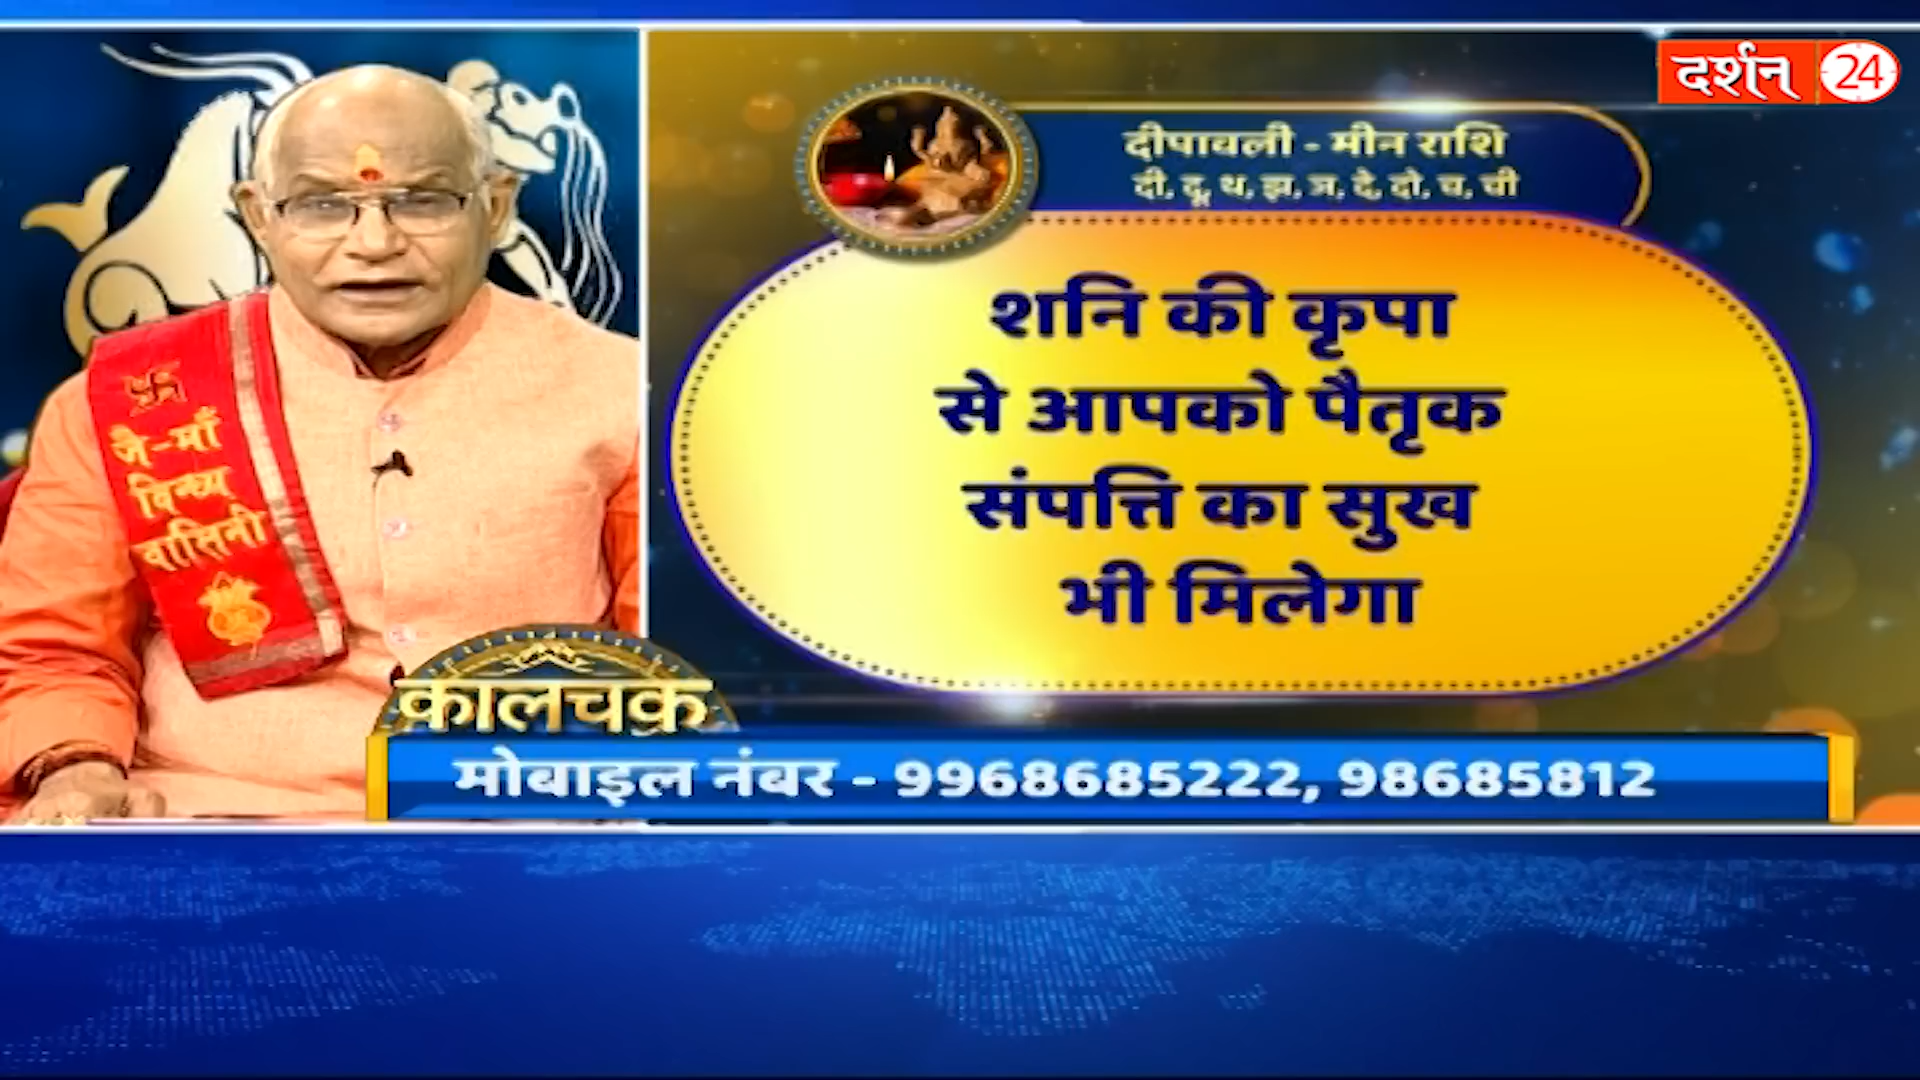 दर्शन 24
दीपावली - मीन राशि
दी, दू, थ, झ, ञ, दे, दो, च, ची
शनि की कृपा
से आपको पैतृक
संपत्ति का सुख
भी मिलेगा
जै-माँ
विन्ध्य
वासिनी
कालचक्र
मोबाइल नंबर - 9968685222, 98685812